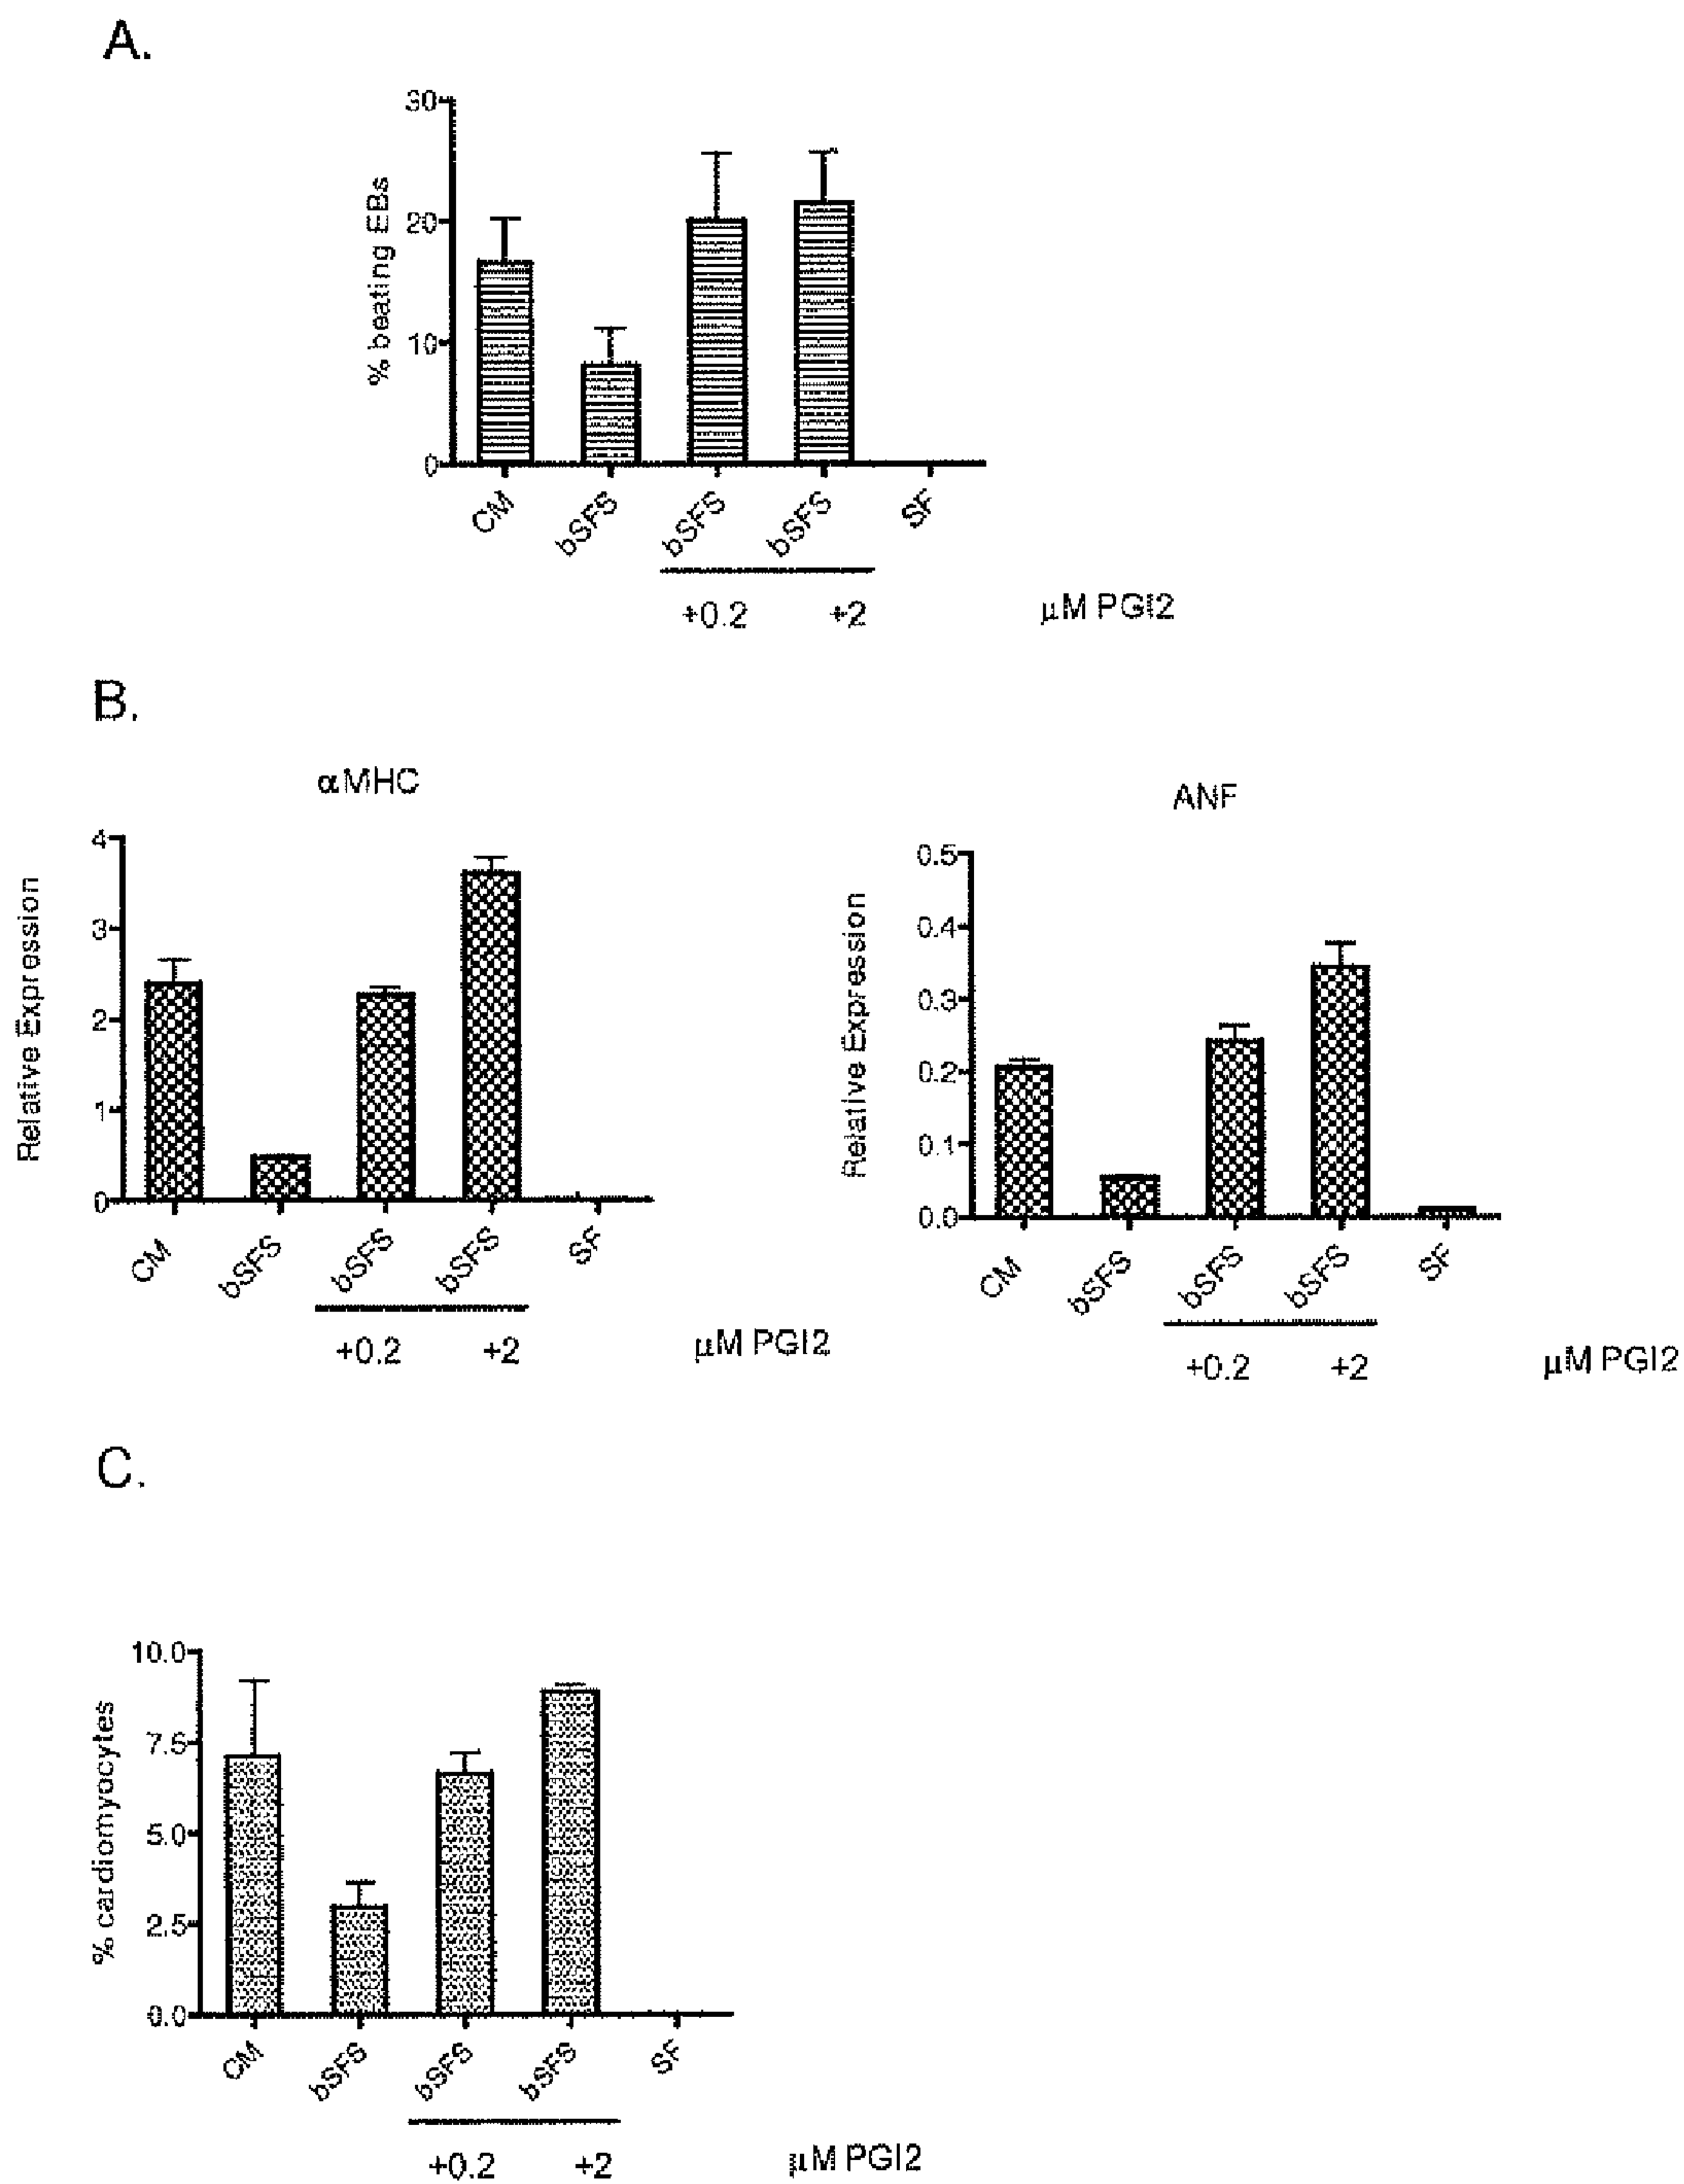 A.
% beating EBs
30
20
10
0
CM
bSFS
bSFS
bSFS
SF
+0.2
+2
μM PGI2
B.
αMHC
Relative Expression
4
3
2
1
0
CM
bSFS
bSFS
bSFS
SF
+0.2
+2
μM PGI2
ANF
Relative Expression
0.5
0.4
0.3
0.2
0.1
0.0
CM
bSFS
bSFS
bSFS
SF
+0.2
+2
μM PGI2
C.
% cardiomyocytes
10.0
7.5
5.0
2.5
0.0
CM
bSFS
bSFS
bSFS
SF
+0.2
+2
μM PGI2